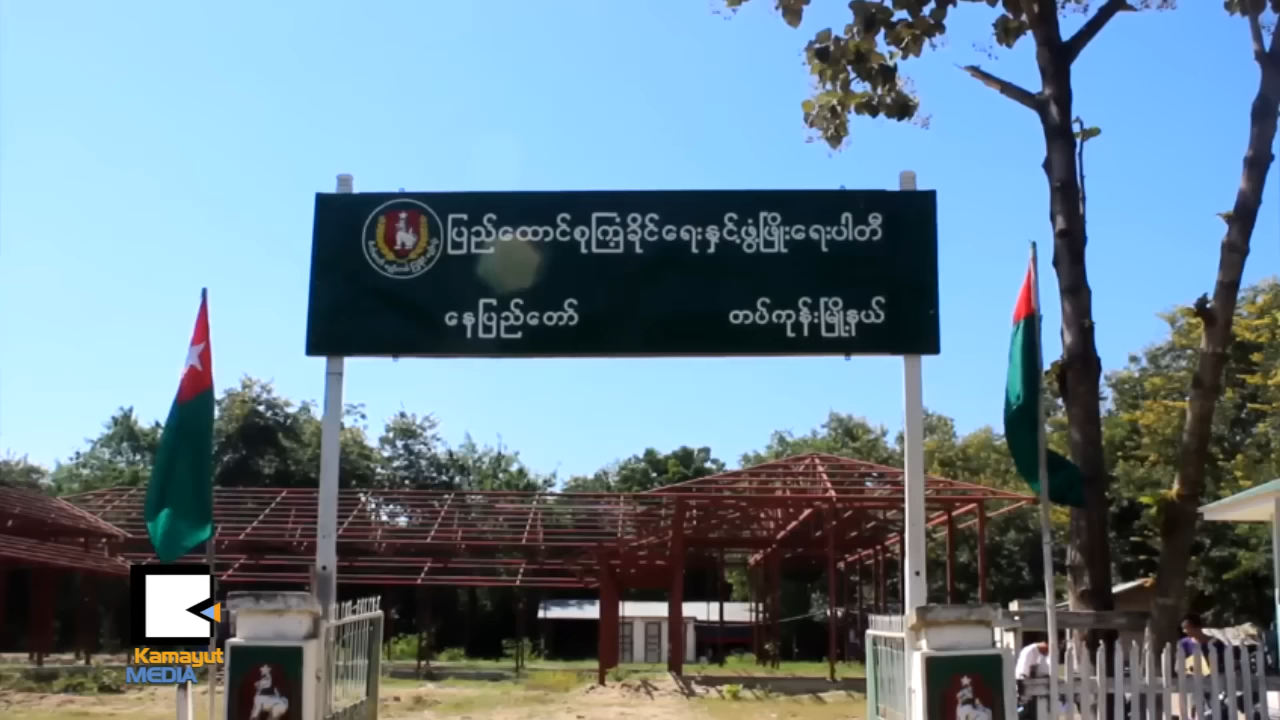 ပြည်ထောင်စုကြံ့ခိုင်ရေးနှင့်ဖွံ့ဖြိုးရေးပါတီ
နေပြည်တော် တပ်ကုန်းမြို့နယ်
Kamayut
MEDIA